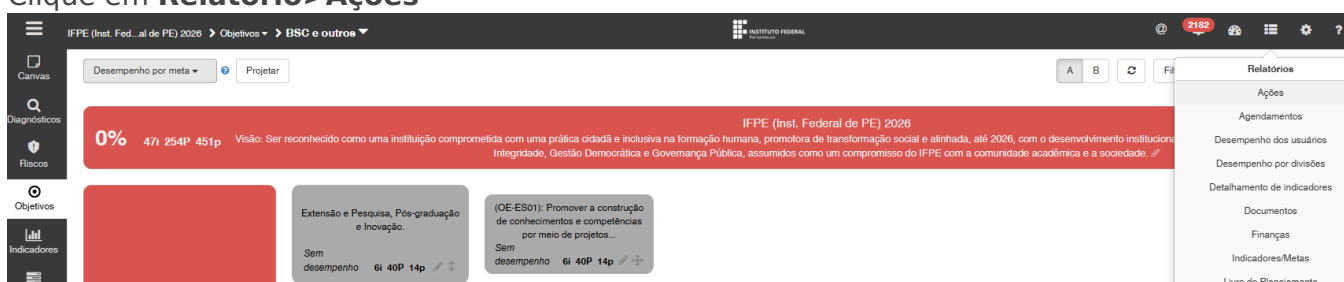 Clique em Relatório>Ações
IFPE (Inst. Fed...al de PE) 2026 Objetivos BSC e outros
INSTITUTO FEDERAL
Pernambuco
@ 2182 ?
Canvas
Diagnósticos
Riscos
Objetivos
Indicadores
Desempenho por meta ? Projetar
A B Fil
Relatórios
Ações
Agendamentos
Desempenho dos usuários
Desempenho por divisões
Detalhamento de indicadores
Documentos
Finanças
Indicadores/Metas
Livro do Planejamento
IFPE (Inst. Federal de PE) 2026
0% 47i 254P 451p
Visão: Ser reconhecido como uma instituição comprometida com uma prática cidadã e inclusiva na formação humana, promotora de transformação social e alinhada, até 2026, com o desenvolvimento instituciona
Integridade, Gestão Democrática e Governança Pública, assumidos como um compromisso do IFPE com a comunidade acadêmica e a sociedade.
Extensão e Pesquisa, Pós-graduação
e Inovação.
Sem
desempenho 6i 40P 14p
(OE-ES01): Promover a construção
de conhecimentos e competências
por meio de projetos...
Sem
desempenho 6i 40P 14p